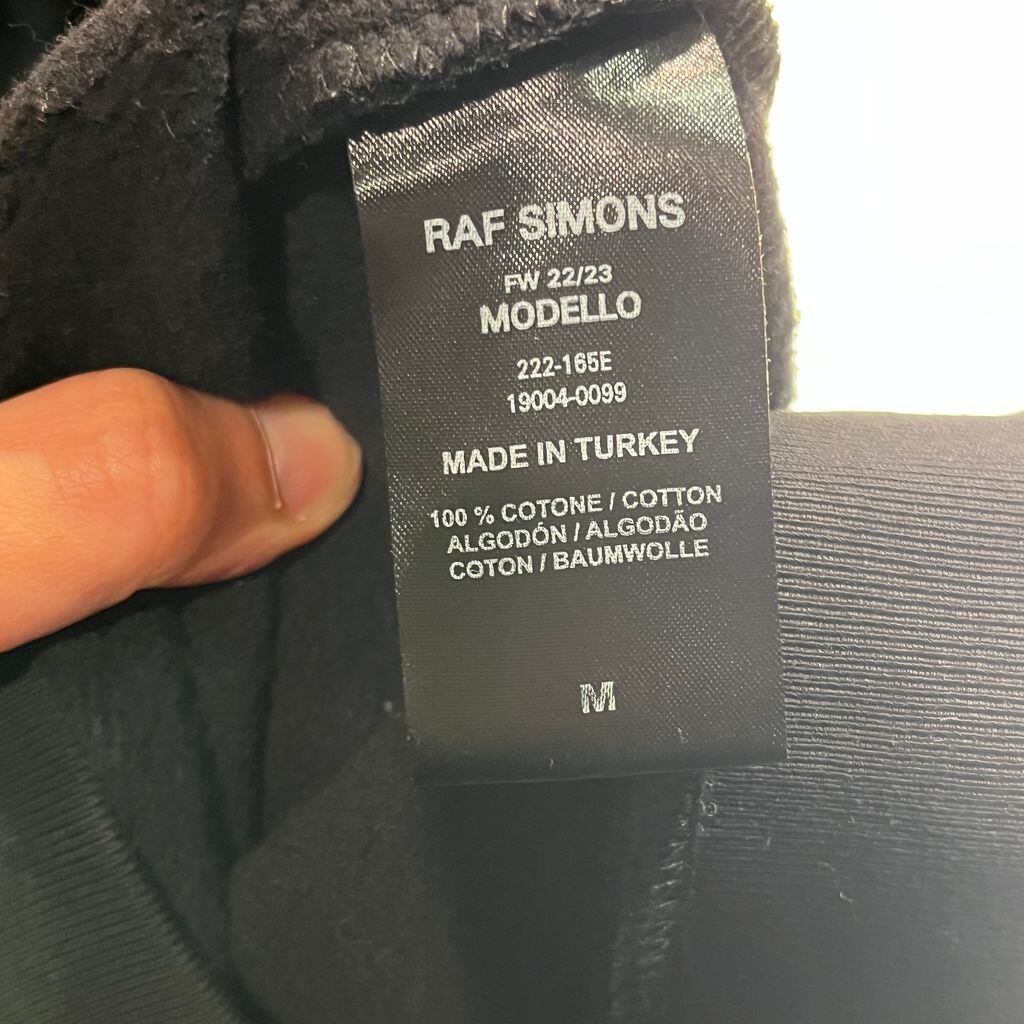 RAF SIMONS
FW 22/23
MODELLO
222-165E
19004-0099
MADE IN TURKEY
100 % COTONE / COTTON
ALGODÓN / ALGODÃO
COTON / BAUMWOLLE
M